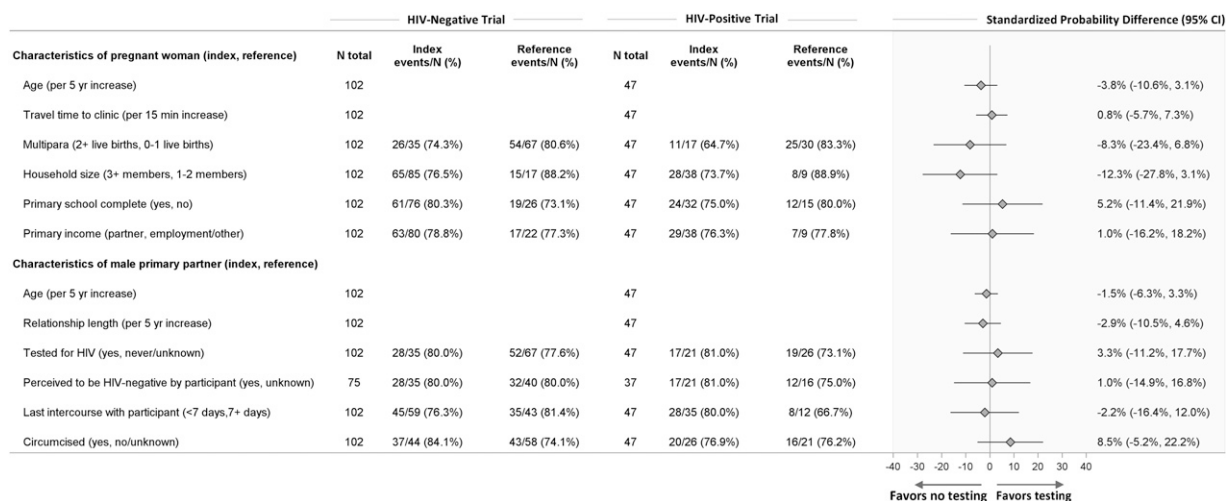 HIV-Negative Trial HIV-Positive Trial Standardized Probability Difference (95% CI)
Characteristics of pregnant woman (index, reference) N total Index events/N (%) Reference events/N (%) N total Index events/N (%) Reference events/N (%)
Age (per 5 yr increase) 102 47 -3.8% (-10.6%, 3.1%)
Travel time to clinic (per 15 min increase) 102 47 0.8% (-5.7%, 7.3%)
Multipara (2+ live births, 0-1 live births) 102 26/35 (74.3%) 54/67 (80.6%) 47 11/17 (64.7%) 25/30 (83.3%) -8.3% (-23.4%, 6.8%)
Household size (3+ members, 1-2 members) 102 65/85 (76.5%) 15/17 (88.2%) 47 28/38 (73.7%) 8/9 (88.9%) -12.3% (-27.8%, 3.1%)
Primary school complete (yes, no) 102 61/76 (80.3%) 19/26 (73.1%) 47 24/32 (75.0%) 12/15 (80.0%) 5.2% (-11.4%, 21.9%)
Primary income (partner, employment/other) 102 63/80 (78.8%) 17/22 (77.3%) 47 29/38 (76.3%) 7/9 (77.8%) 1.0% (-16.2%, 18.2%)
Characteristics of male primary partner (index, reference)
Age (per 5 yr increase) 102 47 -1.5% (-6.3%, 3.3%)
Relationship length (per 5 yr increase) 102 47 -2.9% (-10.5%, 4.6%)
Tested for HIV (yes, never/unknown) 102 28/35 (80.0%) 52/67 (77.6%) 47 17/21 (81.0%) 19/26 (73.1%) 3.3% (-11.2%, 17.7%)
Perceived to be HIV-negative by participant (yes, unknown) 75 28/35 (80.0%) 32/40 (80.0%) 37 17/21 (81.0%) 12/16 (75.0%) 1.0% (-14.9%, 16.8%)
Last intercourse with participant (<7 days,7+ days) 102 45/59 (76.3%) 35/43 (81.4%) 47 28/35 (80.0%) 8/12 (66.7%) -2.2% (-16.4%, 12.0%)
Circumcised (yes, no/unknown) 102 37/44 (84.1%) 43/58 (74.1%) 47 20/26 (76.9%) 16/21 (76.2%) 8.5% (-5.2%, 22.2%)
-40 -30 -20 -10 0 10 20 30 40
Favors no testing Favors testing